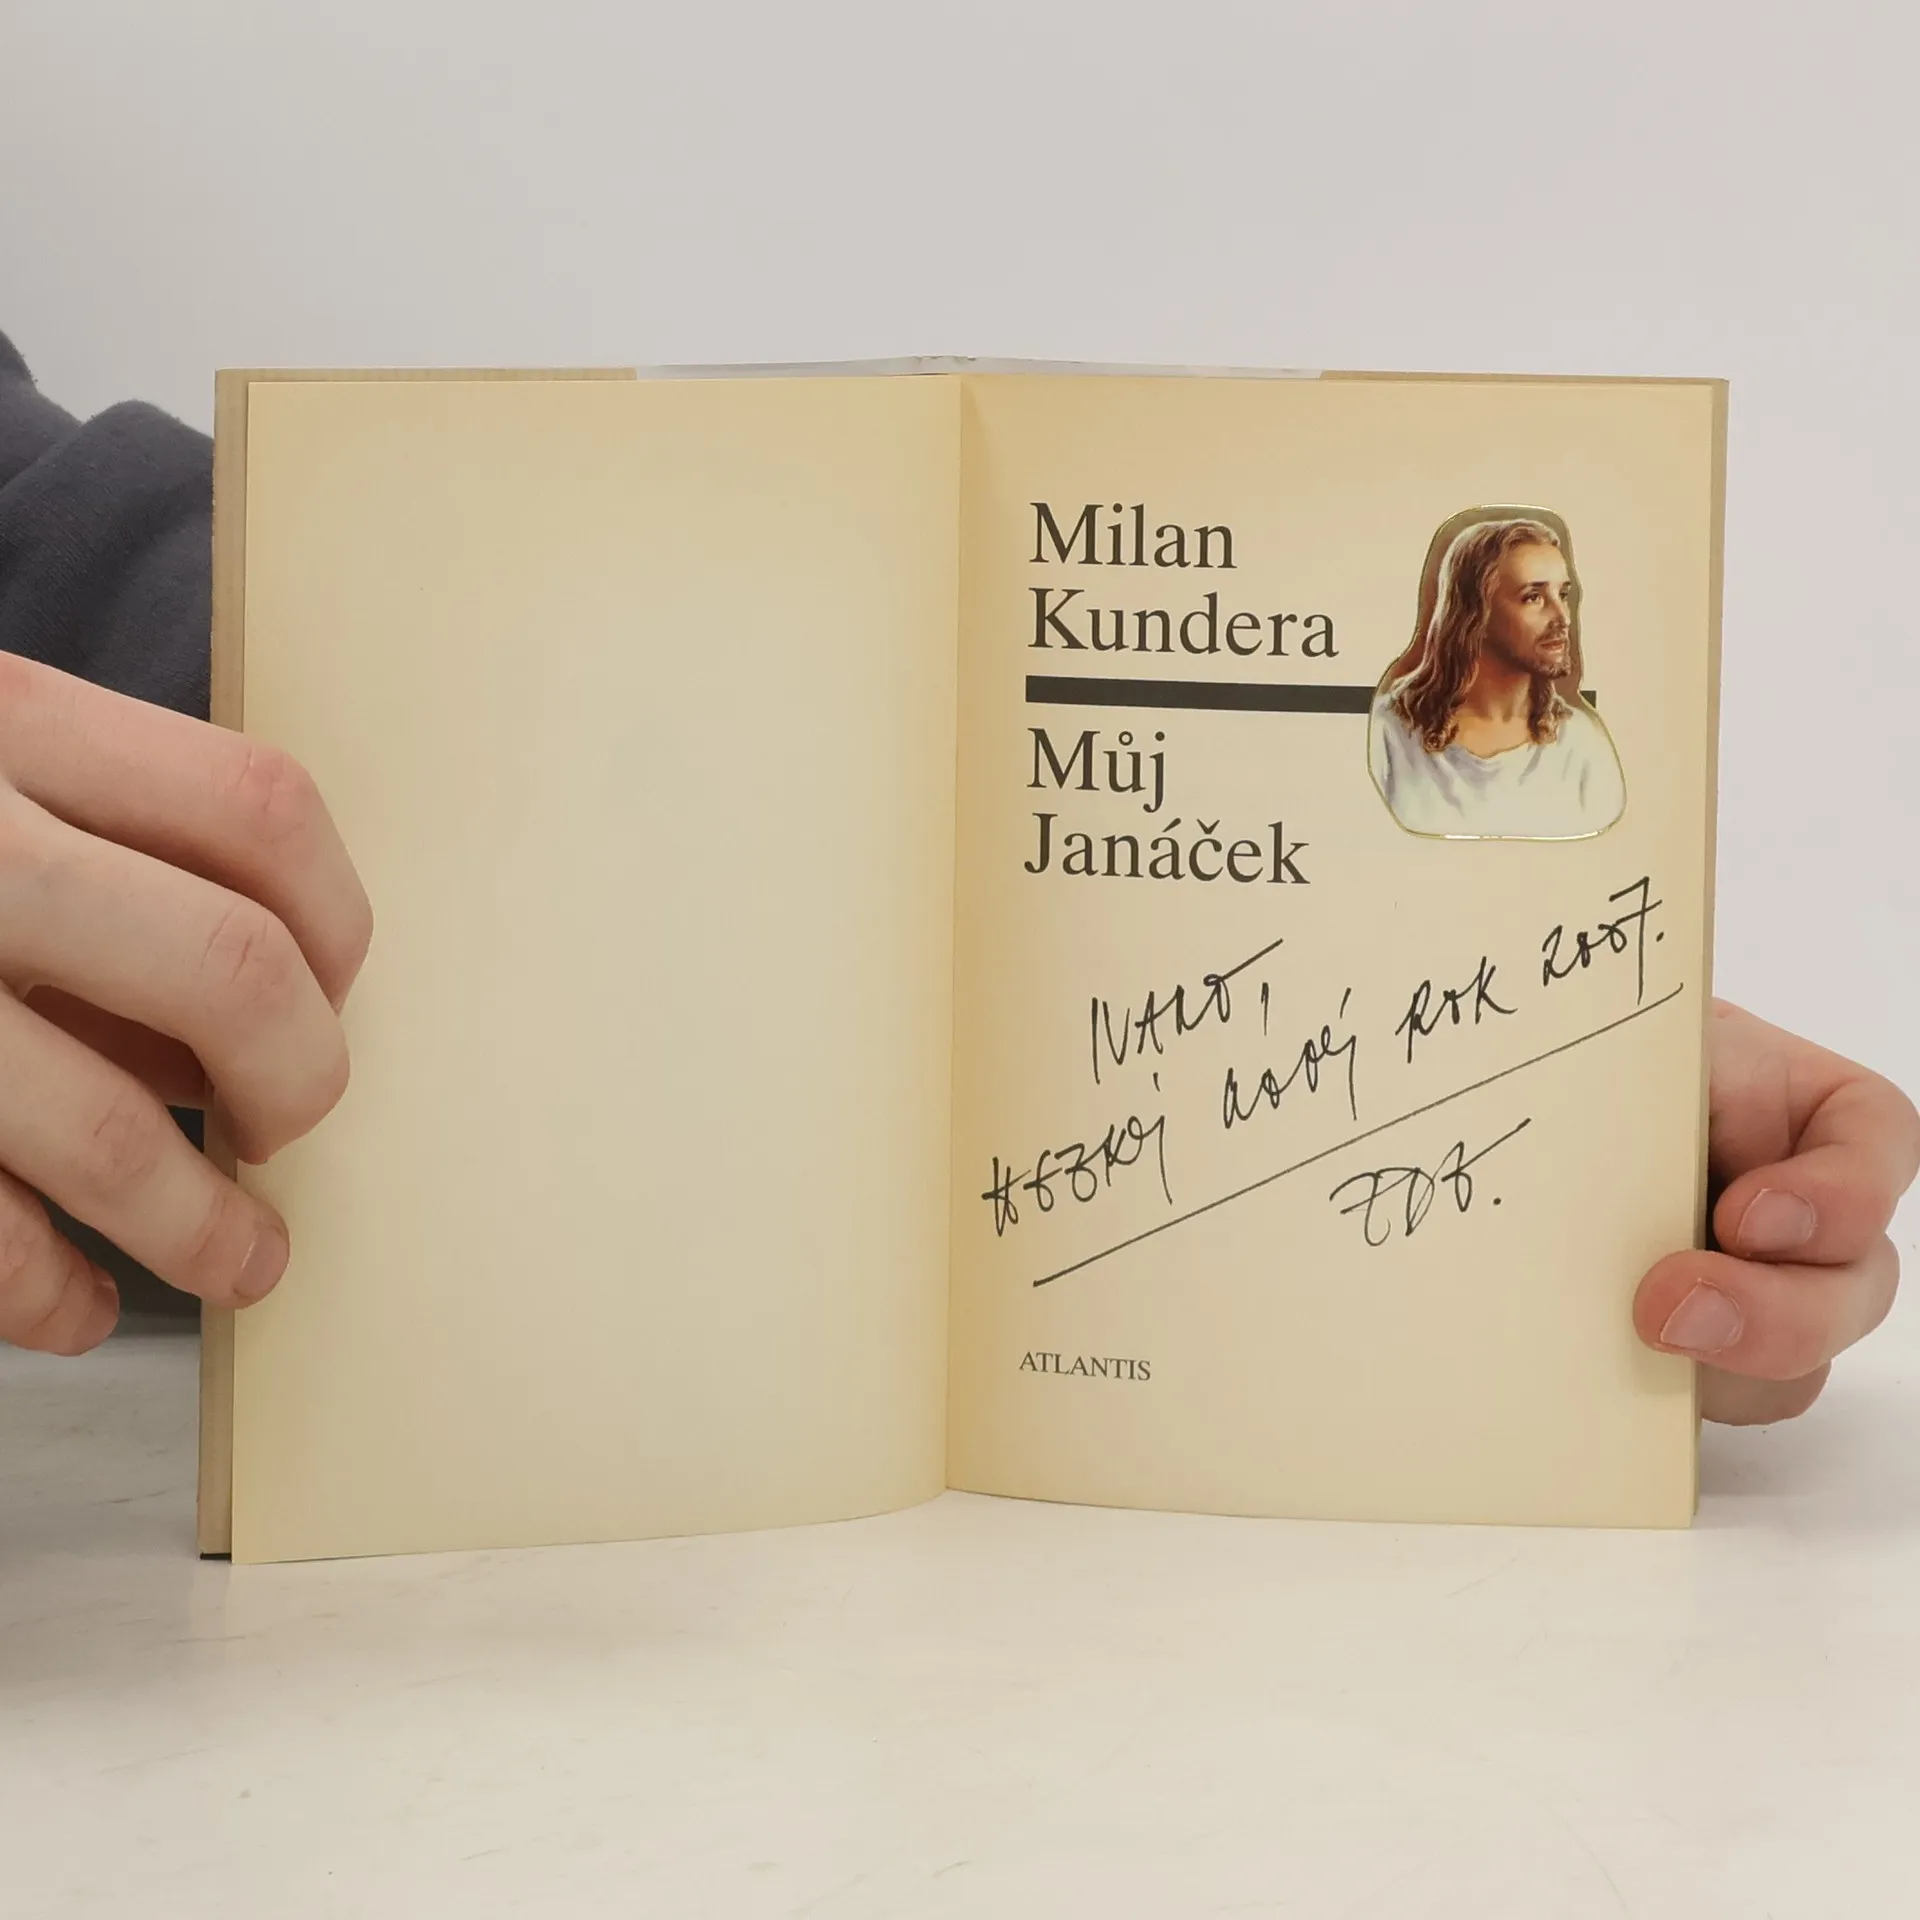 Milan
Kundera
Můj
Janáček
IVANO,
HEZKÝ NOVÝ ROK 2007.
ATLANTIS